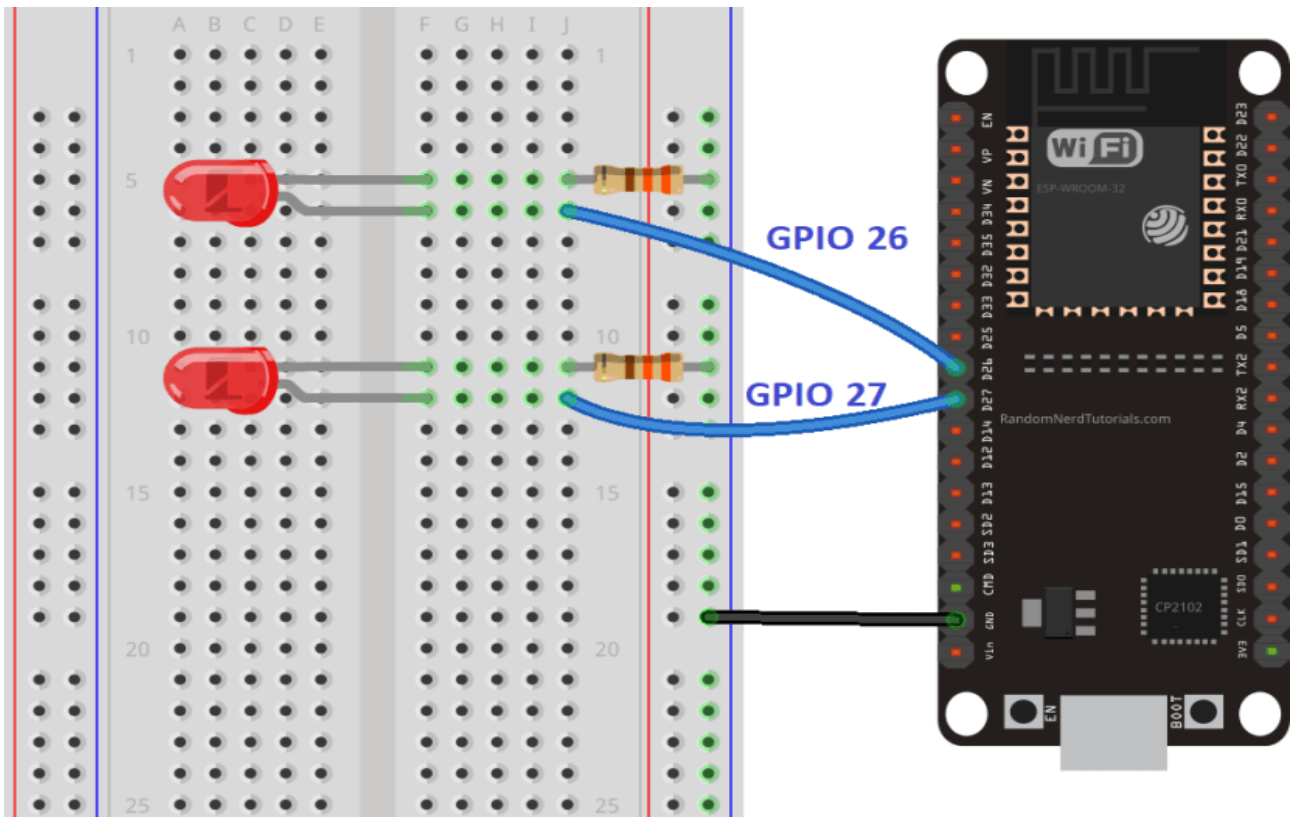 A B C D E F G H I J
1 1
5
10 10
15 15
20 20
25 25
GPIO 26
GPIO 27
WiFi
ESP-WROOM-32
EN
VP
VN
D34
D35
D32
D33
D25
D26
D27
D14
D12
D13
SD2
SD3
CMD
GND
Vin
D23
D22
TX0
RX0
D21
D19
D18
D5
TX2
RX2
D4
D2
D15
D0
SD1
SD0
CLK
3V3
RandomNerdTutorials.com
CP2102
EN
BOOT